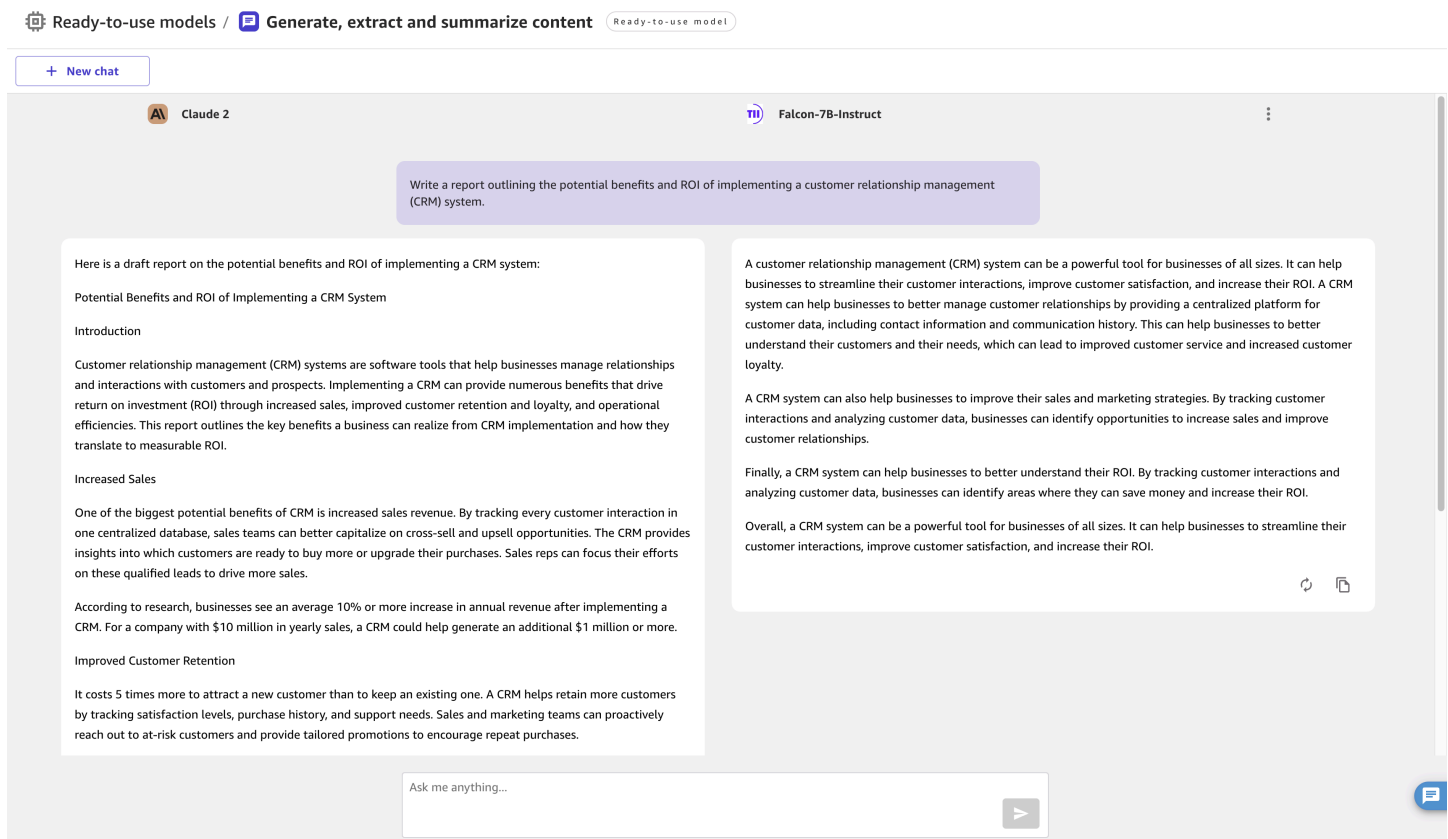 Ready-to-use models / Generate, extract and summarize content Ready-to-use model
+ New chat
Claude 2
Falcon-7B-Instruct
Write a report outlining the potential benefits and ROI of implementing a customer relationship management
(CRM) system.
Here is a draft report on the potential benefits and ROI of implementing a CRM system:
Potential Benefits and ROI of Implementing a CRM System
Introduction
Customer relationship management (CRM) systems are software tools that help businesses manage relationships
and interactions with customers and prospects. Implementing a CRM can provide numerous benefits that drive
return on investment (ROI) through increased sales, improved customer retention and loyalty, and operational
efficiencies. This report outlines the key benefits a business can realize from CRM implementation and how they
translate to measurable ROI.
Increased Sales
One of the biggest potential benefits of CRM is increased sales revenue. By tracking every customer interaction in
one centralized database, sales teams can better capitalize on cross-sell and upsell opportunities. The CRM provides
insights into which customers are ready to buy more or upgrade their purchases. Sales reps can focus their efforts
on these qualified leads to drive more sales.
According to research, businesses see an average 10% or more increase in annual revenue after implementing a
CRM. For a company with $10 million in yearly sales, a CRM could help generate an additional $1 million or more.
Improved Customer Retention
It costs 5 times more to attract a new customer than to keep an existing one. A CRM helps retain more customers
by tracking satisfaction levels, purchase history, and support needs. Sales and marketing teams can proactively
reach out to at-risk customers and provide tailored promotions to encourage repeat purchases.
A customer relationship management (CRM) system can be a powerful tool for businesses of all sizes. It can help
businesses to streamline their customer interactions, improve customer satisfaction, and increase their ROI. A CRM
system can help businesses to better manage customer relationships by providing a centralized platform for
customer data, including contact information and communication history. This can help businesses to better
understand their customers and their needs, which can lead to improved customer service and increased customer
loyalty.
A CRM system can also help businesses to improve their sales and marketing strategies. By tracking customer
interactions and analyzing customer data, businesses can identify opportunities to increase sales and improve
customer relationships.
Finally, a CRM system can help businesses to better understand their ROI. By tracking customer interactions and
analyzing customer data, businesses can identify areas where they can save money and increase their ROI.
Overall, a CRM system can be a powerful tool for businesses of all sizes. It can help businesses to streamline their
customer interactions, improve customer satisfaction, and increase their ROI.
Ask me anything...